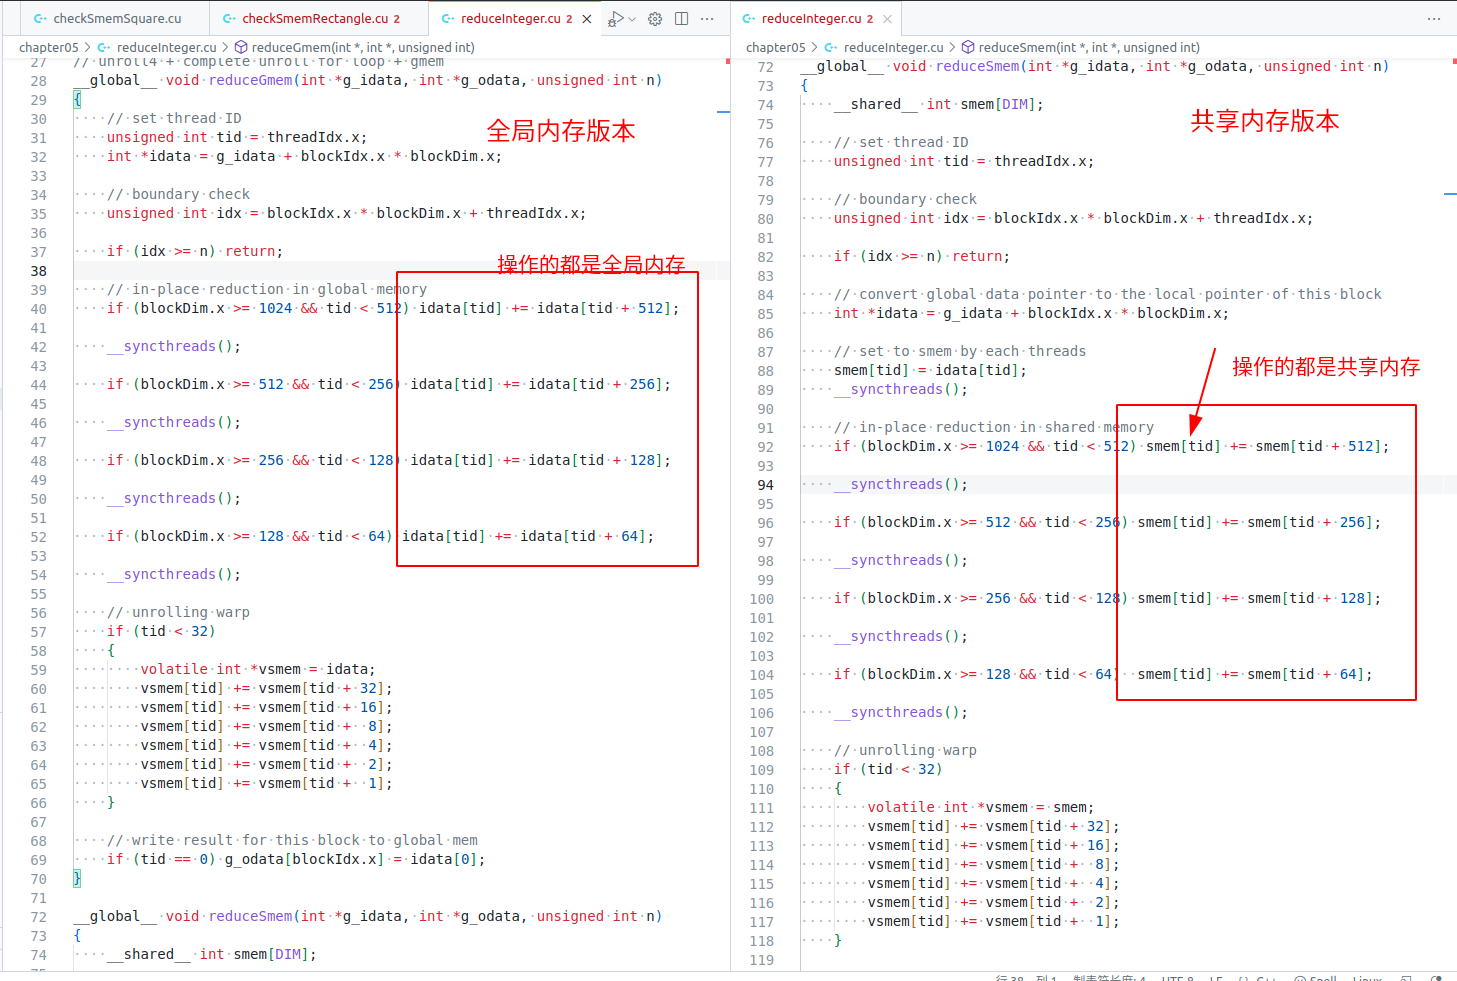 checkSmemSquare.cu
checkSmemRectangle.cu 2
reduceInteger.cu 2
chapter05 > reduceInteger.cu > reduceGmem(int *, int *, unsigned int)
27 // unroll4 + complete unroll for loop + gmem
28 __global__ void reduceGmem(int *g_idata, int *g_odata, unsigned int n)
29 {
30 // set thread ID
31 unsigned int tid = threadIdx.x;
全局内存版本
32 int *idata = g_idata + blockIdx.x * blockDim.x;
33
34 // boundary check
35 unsigned int idx = blockIdx.x * blockDim.x + threadIdx.x;
36
37 if (idx >= n) return;
操作的都是全局内存
38
39 // in-place reduction in global memory
40 if (blockDim.x >= 1024 && tid < 512) idata[tid] += idata[tid + 512];
41
42 __syncthreads();
43
44 if (blockDim.x >= 512 && tid < 256) idata[tid] += idata[tid + 256];
45
46 __syncthreads();
47
48 if (blockDim.x >= 256 && tid < 128) idata[tid] += idata[tid + 128];
49
50 __syncthreads();
51
52 if (blockDim.x >= 128 && tid < 64) idata[tid] += idata[tid + 64];
53
54 __syncthreads();
55
56 // unrolling warp
57 if (tid < 32)
58 {
59 volatile int *vsmem = idata;
60 vsmem[tid] += vsmem[tid + 32];
61 vsmem[tid] += vsmem[tid + 16];
62 vsmem[tid] += vsmem[tid +  8];
63 vsmem[tid] += vsmem[tid +  4];
64 vsmem[tid] += vsmem[tid +  2];
65 vsmem[tid] += vsmem[tid +  1];
66 }
67
68 // write result for this block to global mem
69 if (tid == 0) g_odata[blockIdx.x] = idata[0];
70 }
71
72 __global__ void reduceSmem(int *g_idata, int *g_odata, unsigned int n)
73 {
74 __shared__ int smem[DIM];
reduceInteger.cu 2
chapter05 > reduceInteger.cu > reduceSmem(int *, int *, unsigned int)
72 __global__ void reduceSmem(int *g_idata, int *g_odata, unsigned int n)
73 {
74 __shared__ int smem[DIM];
共享内存版本
75
76 // set thread ID
77 unsigned int tid = threadIdx.x;
78
79 // boundary check
80 unsigned int idx = blockIdx.x * blockDim.x + threadIdx.x;
81
82 if (idx >= n) return;
83
84 // convert global data pointer to the local pointer of this block
85 int *idata = g_idata + blockIdx.x * blockDim.x;
86
87 // set to smem by each threads
88 smem[tid] = idata[tid];
操作的都是共享内存
89 __syncthreads();
90
91 // in-place reduction in shared memory
92 if (blockDim.x >= 1024 && tid < 512) smem[tid] += smem[tid + 512];
93
94 __syncthreads();
95
96 if (blockDim.x >= 512 && tid < 256) smem[tid] += smem[tid + 256];
97
98 __syncthreads();
99
100 if (blockDim.x >= 256 && tid < 128) smem[tid] += smem[tid + 128];
101
102 __syncthreads();
103
104 if (blockDim.x >= 128 && tid < 64)  smem[tid] += smem[tid + 64];
105
106 __syncthreads();
107
108 // unrolling warp
109 if (tid < 32)
110 {
111 volatile int *vsmem = smem;
112 vsmem[tid] += vsmem[tid + 32];
113 vsmem[tid] += vsmem[tid + 16];
114 vsmem[tid] += vsmem[tid +  8];
115 vsmem[tid] += vsmem[tid +  4];
116 vsmem[tid] += vsmem[tid +  2];
117 vsmem[tid] += vsmem[tid +  1];
118 }
119
行 38, 列 1 制表符长度: 4 UTF-8 LF {} C++ Spell Linux